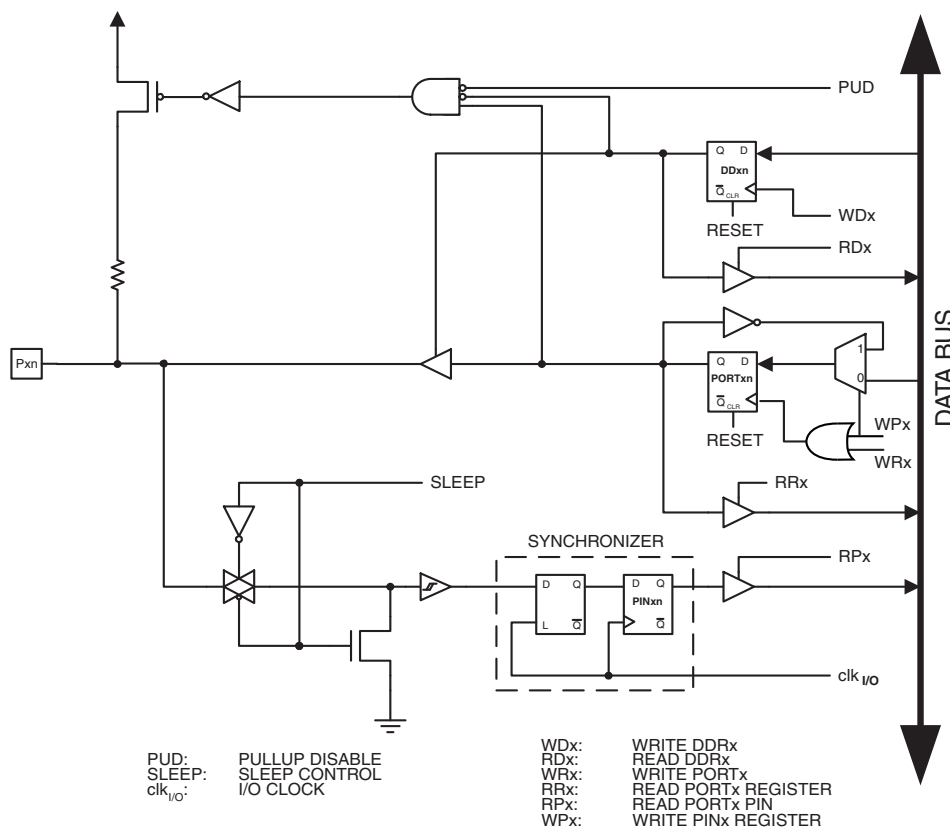 PUD
Q D
DDxn
Q CLR
WDx
RESET
RDx
1
Pxn
Q D
PORTxn
0
Q CLR
WPx
RESET
WRx
RRx
SLEEP
SYNCHRONIZER
RPx
D Q
D Q
PINxn
L Q
Q
clk I/O
DATA BUS
PUD: PULLUP DISABLE
SLEEP: SLEEP CONTROL
clkI/O: I/O CLOCK
WDx: WRITE DDRx
RDx: READ DDRx
WRx: WRITE PORTx
RRx: READ PORTx REGISTER
RPx: READ PORTx PIN
WPx: WRITE PINx REGISTER